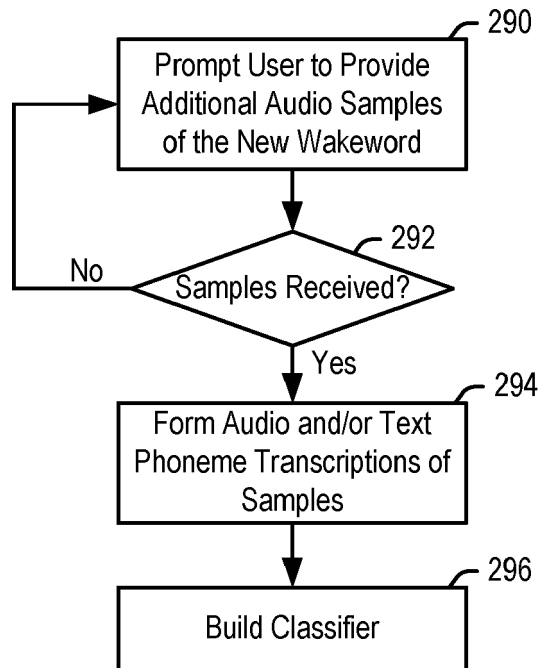 290
Prompt User to Provide
Additional Audio Samples
of the New Wakeword
292
No
Samples Received?
Yes
294
Form Audio and/or Text
Phoneme Transcriptions of
Samples
296
Build Classifier